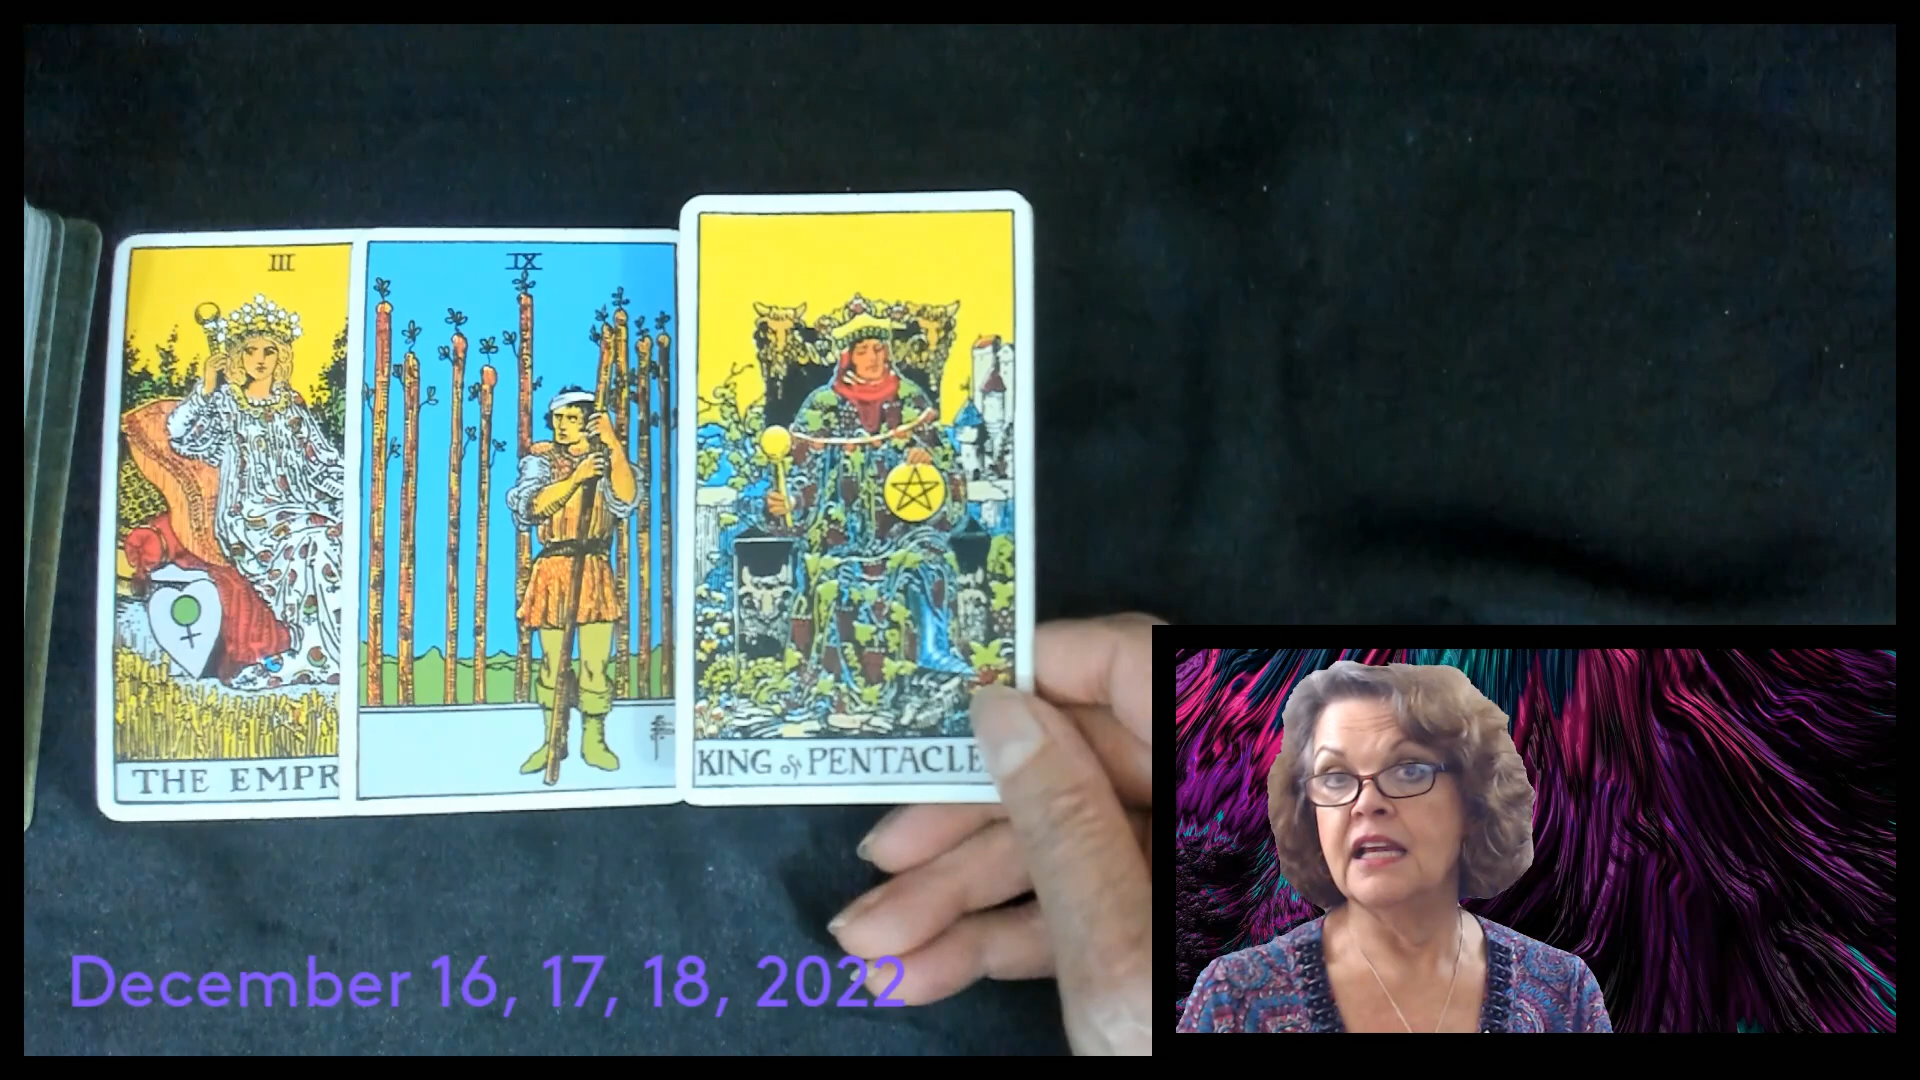 III
IX
THE EMPR
KING of PENTACLE
December 16, 17, 18, 2022